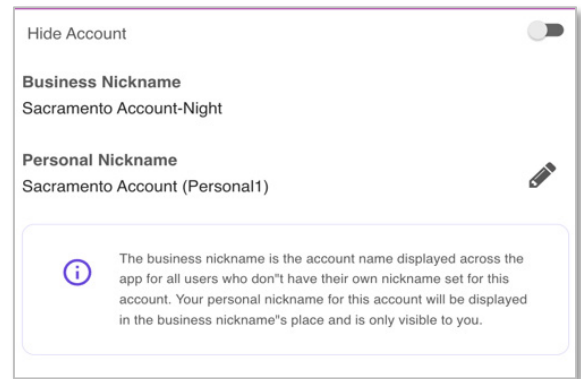 Hide Account
Business Nickname
Sacramento Account-Night
Personal Nickname
Sacramento Account (Personal1)
The business nickname is the account name displayed across the
app for all users who don"t have their own nickname set for this
account. Your personal nickname for this account will be displayed
in the business nickname"s place and is only visible to you.